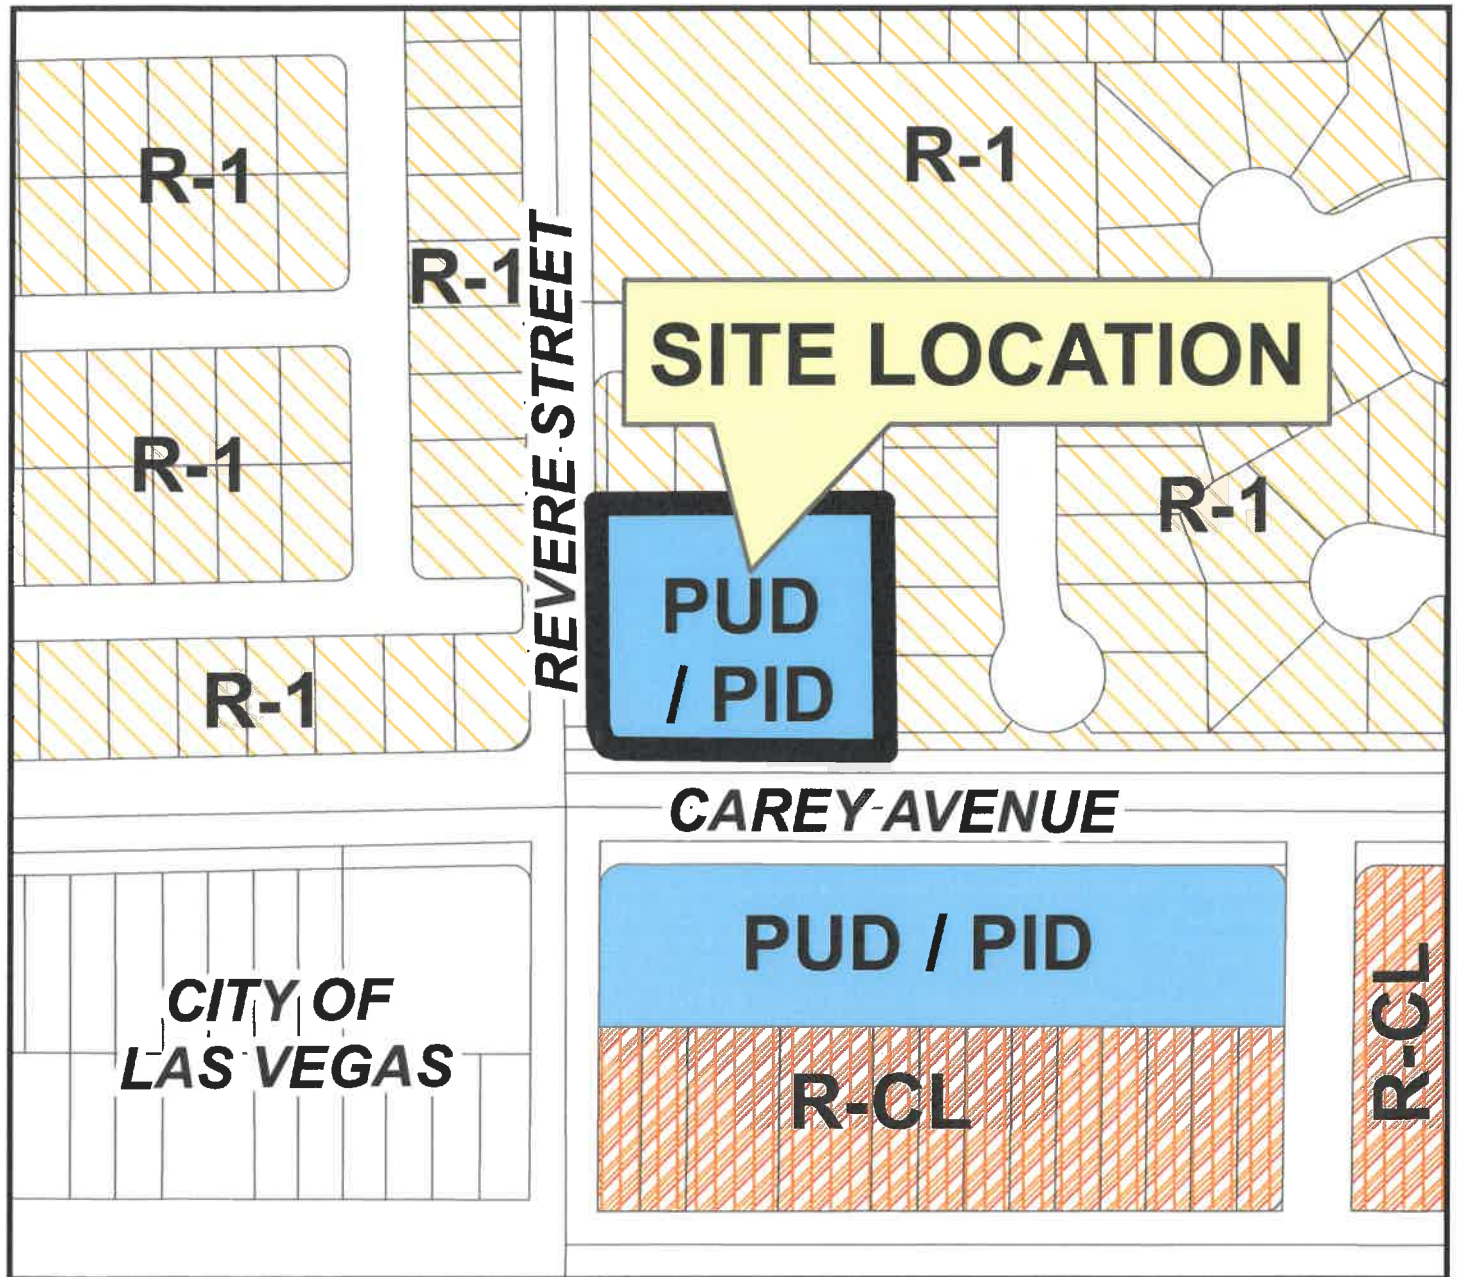 R-1
R-1
R-1
REVERE STREET
SITE LOCATION
R-1
R-1
PUD
/ PID
R-1
CAREY AVENUE
PUD / PID
CITY OF
LAS VEGAS
R-CL
R-CL